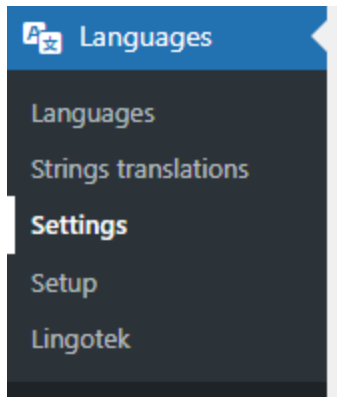 Languages
Languages
Strings translations
Settings
Setup
Lingotek